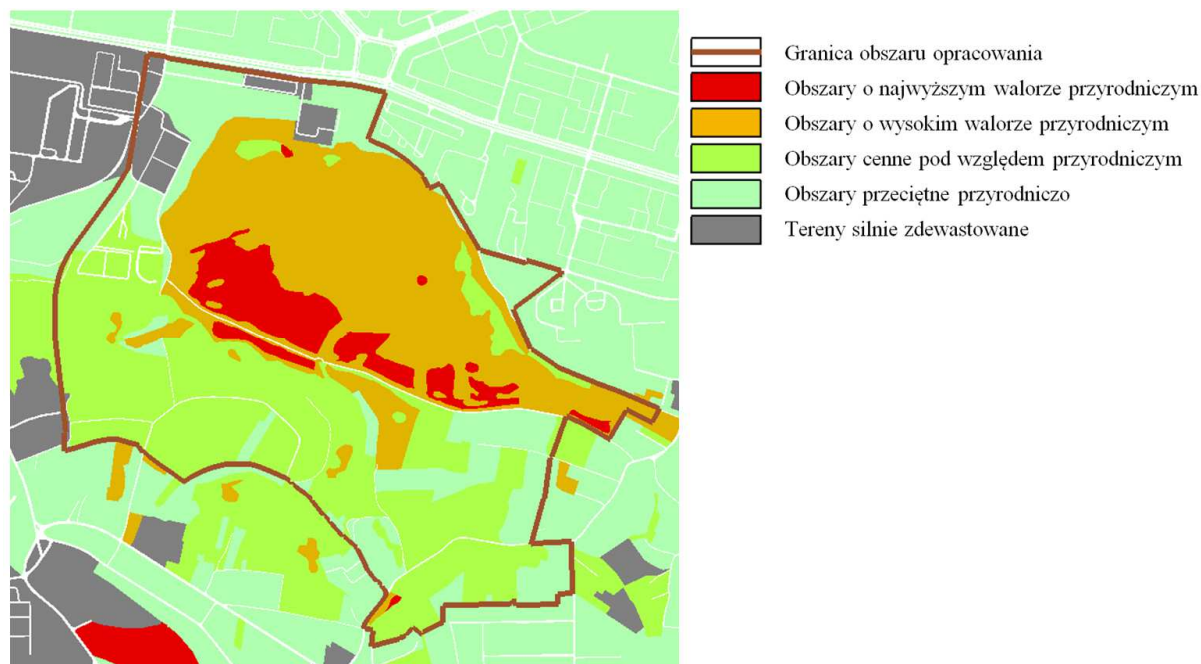 Granica obszaru opracowania
Obszary o najwyższym walorze przyrodniczym
Obszary o wysokim walorze przyrodniczym
Obszary cenne pod względem przyrodniczym
Obszary przeciętne przyrodniczo
Tereny silnie zdewastowane